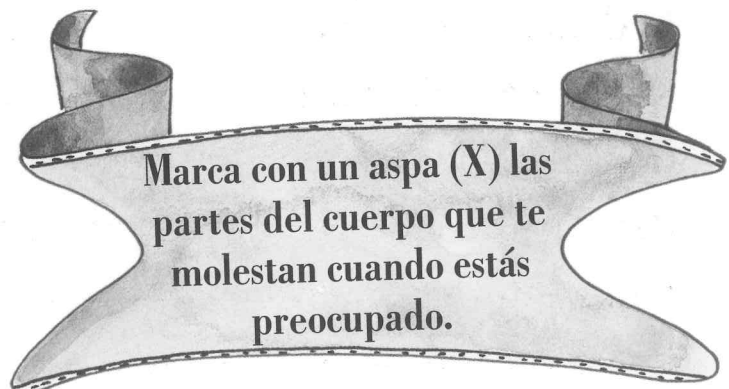 Marca con un aspa (X) las
partes del cuerpo que te
molestan cuando estás
preocupado.